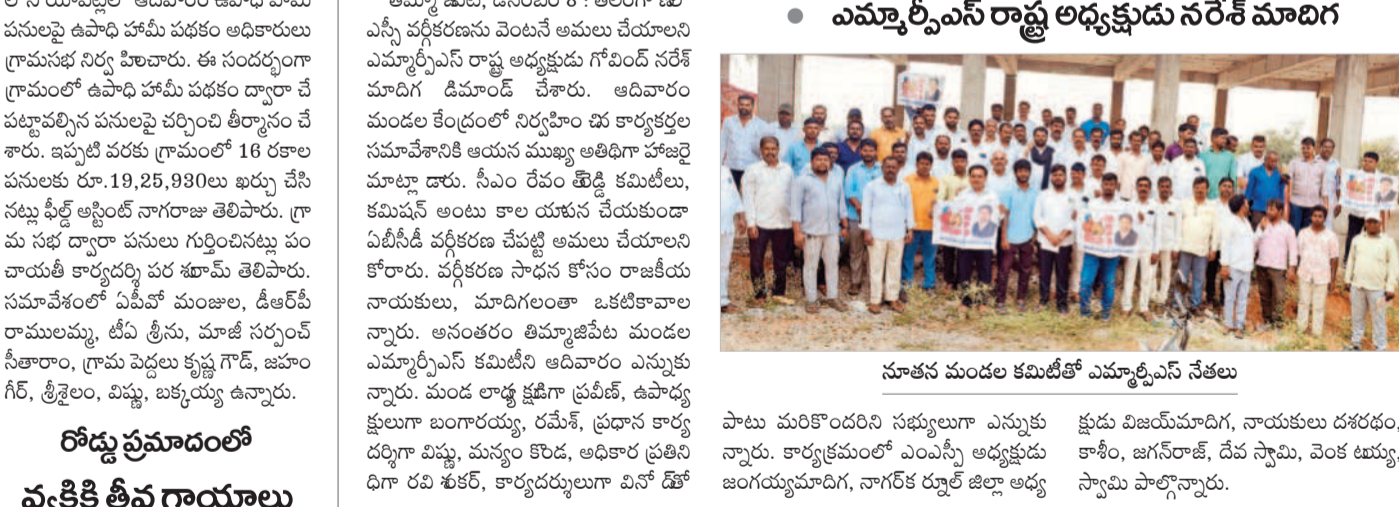 పనులపై ఉపాధి హామీ పథకం అధికారులు
గ్రామసభ నిర్వ హించారు. ఈ సందర్భంగా
గ్రామంలో ఉపాధి హామీ పథకం ద్వారా చే
పట్టావల్సిన పనులపై చర్చించి తీర్మానం చే
శారు. ఇప్పటి వరకు గ్రామంలో 16 రకాల
పనులకు రూ.19,25,930లు ఖర్చు చేసి
నట్లు ఫీల్డ్ అస్టింట్ నాగరాజు తెలిపారు. గ్రా
మ సభ ద్వారా పనులు గుర్తించినట్లు పం
చాయతీ కార్యదర్శి పర శురామ్ తెలిపారు.
సమావేశంలో ఏపీవో మంజుల, డీఆర్‌పీ
రాములమ్మ, టీఏ శ్రీను, మాజీ సర్పంచ్
సీతారాం, గ్రామ పెద్దలు కృష్ణ గౌడ్, జహం
గీర్, శ్రీశైలం, విష్ణు, బక్కయ్య ఉన్నారు.
రోడ్డు ప్రమాదంలో
వ్యక్తికి తీవ్ర గాయాలు
ఎస్సీ వర్గీకరణను వెంటనే అమలు చేయాలని
ఎమ్మార్పీఎస్ రాష్ట్ర అధ్యక్షుడు గోవింద్ నరేశ్
మాదిగ డిమాండ్ చేశారు. ఆదివారం
మండల కేంద్రంలో నిర్వహిం చిన కార్యకర్తల
సమావేశానికి ఆయన ముఖ్య అతిథిగా హాజరై
మాట్లా డారు. సీఎం రేవం త్‌రెడ్డి కమిటీలు,
కమిషన్ అంటు కాల యాపన చేయకుండా
ఏబీసీడీ వర్గీకరణ చేపట్టి అమలు చేయాలని
కోరారు. వర్గీకరణ సాధన కోసం రాజకీయ
నాయకులు, మాదిగలంతా ఒకటికావాల
న్నారు. అనంతరం తిమ్మాజిపేట మండల
ఎమ్మార్పీఎస్ కమిటీని ఆదివారం ఎన్నుకు
న్నారు. మండ లాధ్య క్షుడిగా ప్రవీణ్, ఉపాధ్య
క్షులుగా బంగారయ్య, రమేశ్, ప్రధాన కార్య
దర్శిగా విష్ణు, మన్యం కొండ, అధికార ప్రతిని
ధిగా రవి శంకర్, కార్యదర్శులుగా వినో ద్‌తో
• ఎమ్మార్పీఎస్ రాష్ట్ర అధ్యక్షుడు నరేశ్ మాదిగ
నూతన మండల కమిటీతో ఎమ్మార్పీఎస్ నేతలు
పాటు మరికొందరిని సభ్యులుగా ఎన్నుకు
న్నారు. కార్యక్రమంలో ఎంఎస్పీ అధ్యక్షుడు
జంగయ్యమాదిగ, నాగర్‌క ర్నూల్ జిల్లా అధ్య
క్షుడు విజయ్‌మాదిగ, నాయకులు దశరథం,
కాశీం, జగన్‌రాజ్, దేవ స్వామి, వెంక టయ్య,
స్వామి పాల్గొన్నారు.